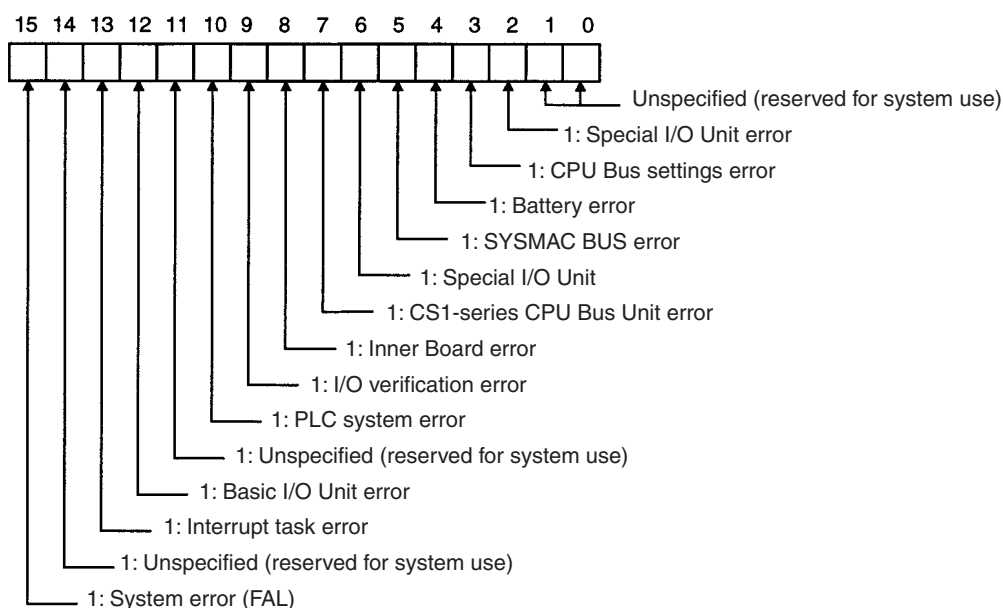 15 14 13 12 11 10 9 8 7 6 5 4 3 2 1 0
Unspecified (reserved for system use)
1: Special I/O Unit error
1: CPU Bus settings error
1: Battery error
1: SYSMAC BUS error
1: Special I/O Unit
1: CS1-series CPU Bus Unit error
1: Inner Board error
1: I/O verification error
1: PLC system error
1: Unspecified (reserved for system use)
1: Basic I/O Unit error
1: Interrupt task error
1: Unspecified (reserved for system use)
1: System error (FAL)